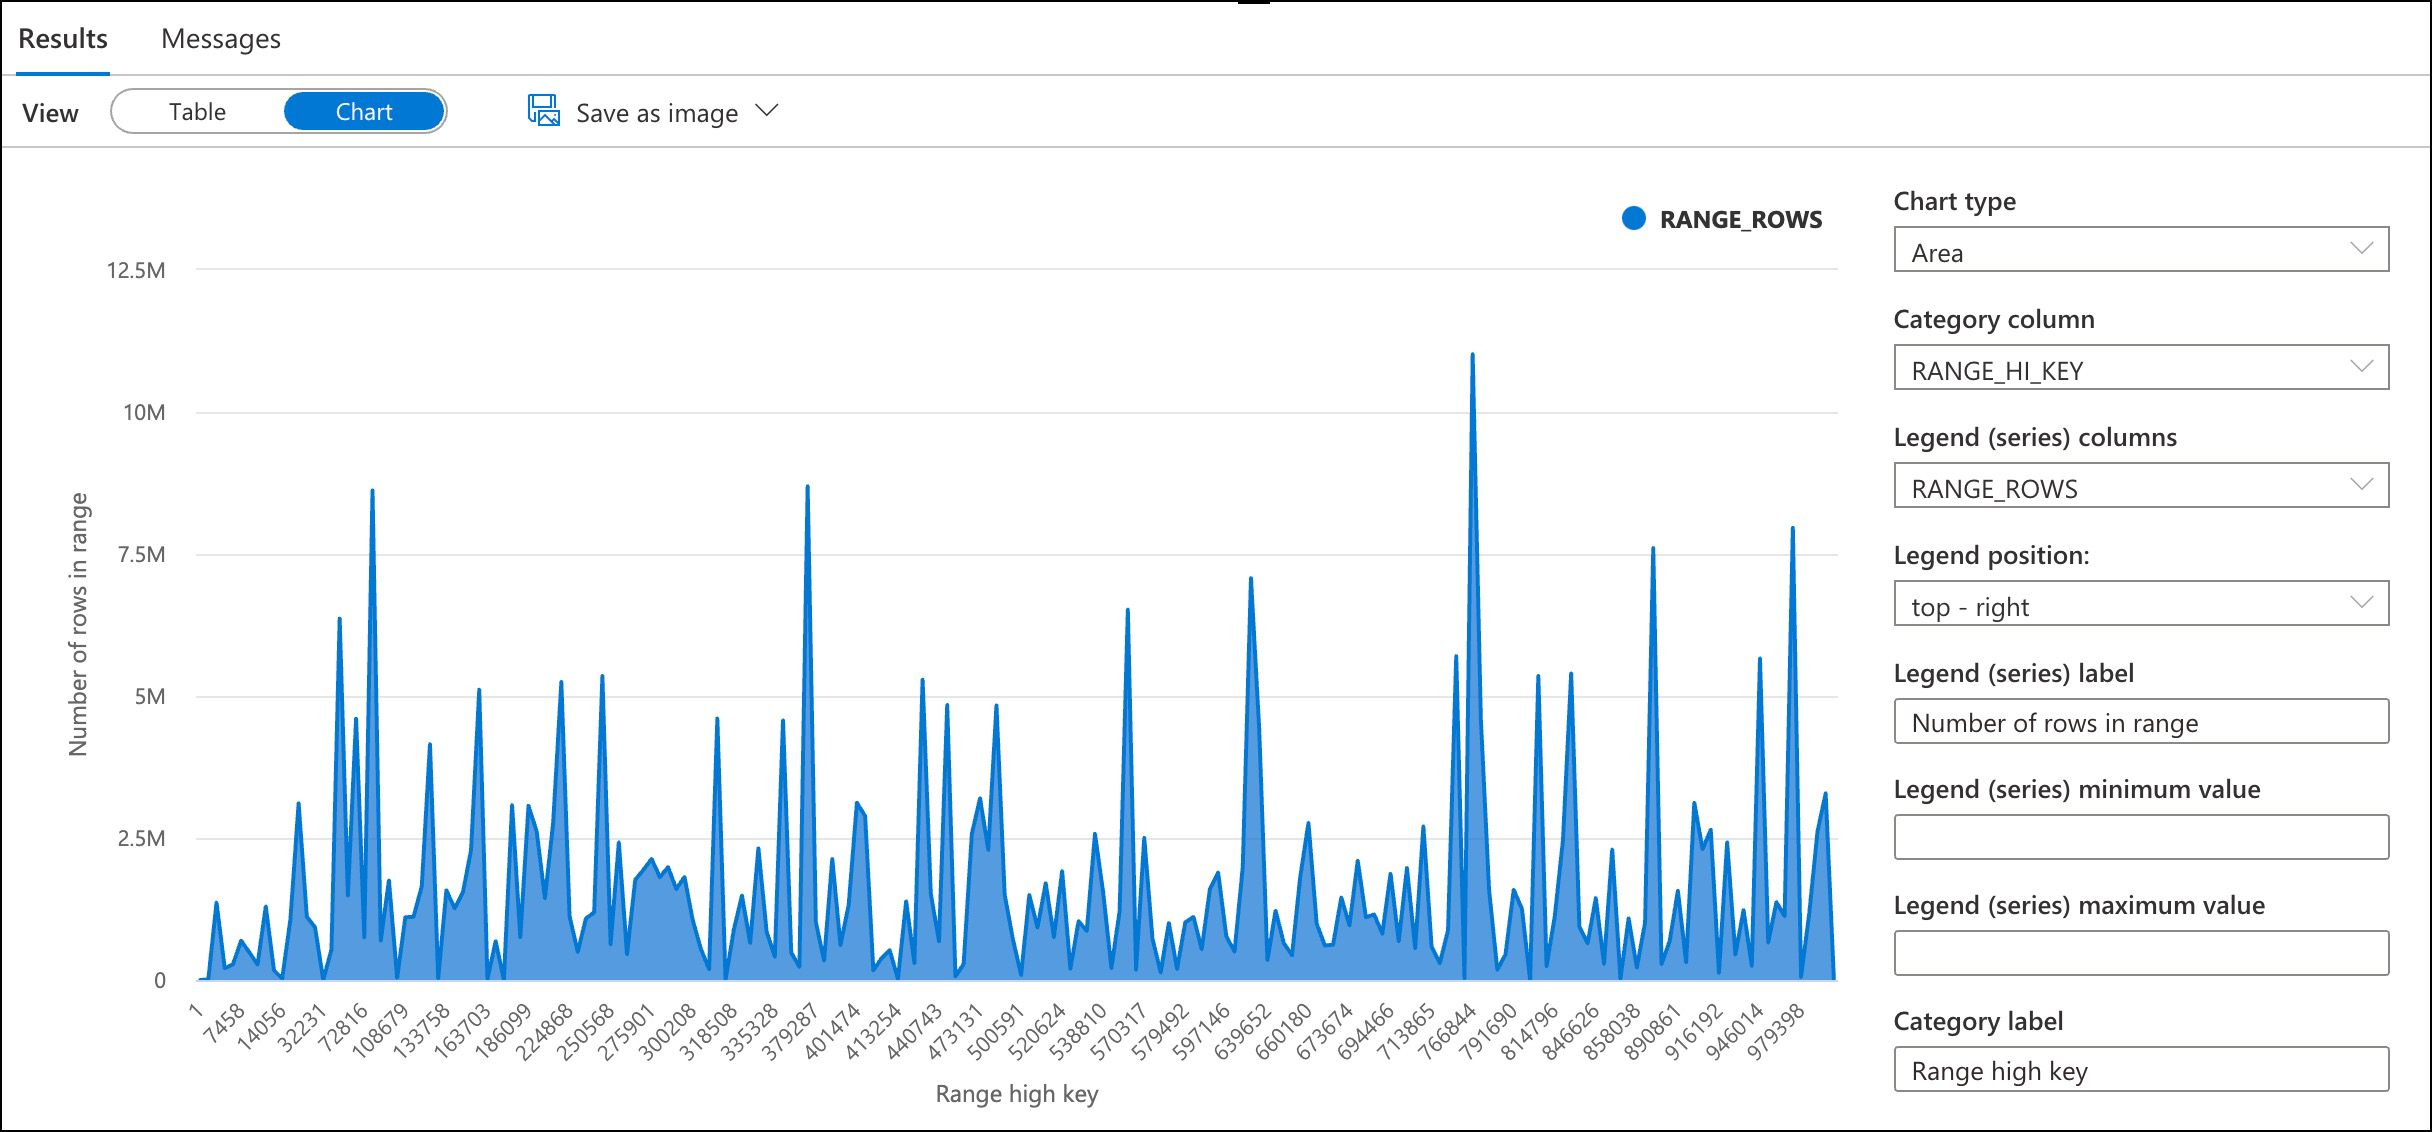 Results Messages
View Table Chart Save as image
RANGE_ROWS
12.5M
10M
7.5M
5M
2.5M
0
Number of rows in range
1 7458 14056 32231 72816 108679 133758 163703 186099 224868 250568 275901 300208 318508 335328 379287 401474 413254 440743 473131 500591 520624 538810 570317 579492 597146 639652 660180 673674 694466 713865 766844 791690 814796 846626 858038 890861 916192 946014 979398
Range high key
Chart type
Area
Category column
RANGE_HI_KEY
Legend (series) columns
RANGE_ROWS
Legend position:
top - right
Legend (series) label
Number of rows in range
Legend (series) minimum value
Legend (series) maximum value
Category label
Range high key